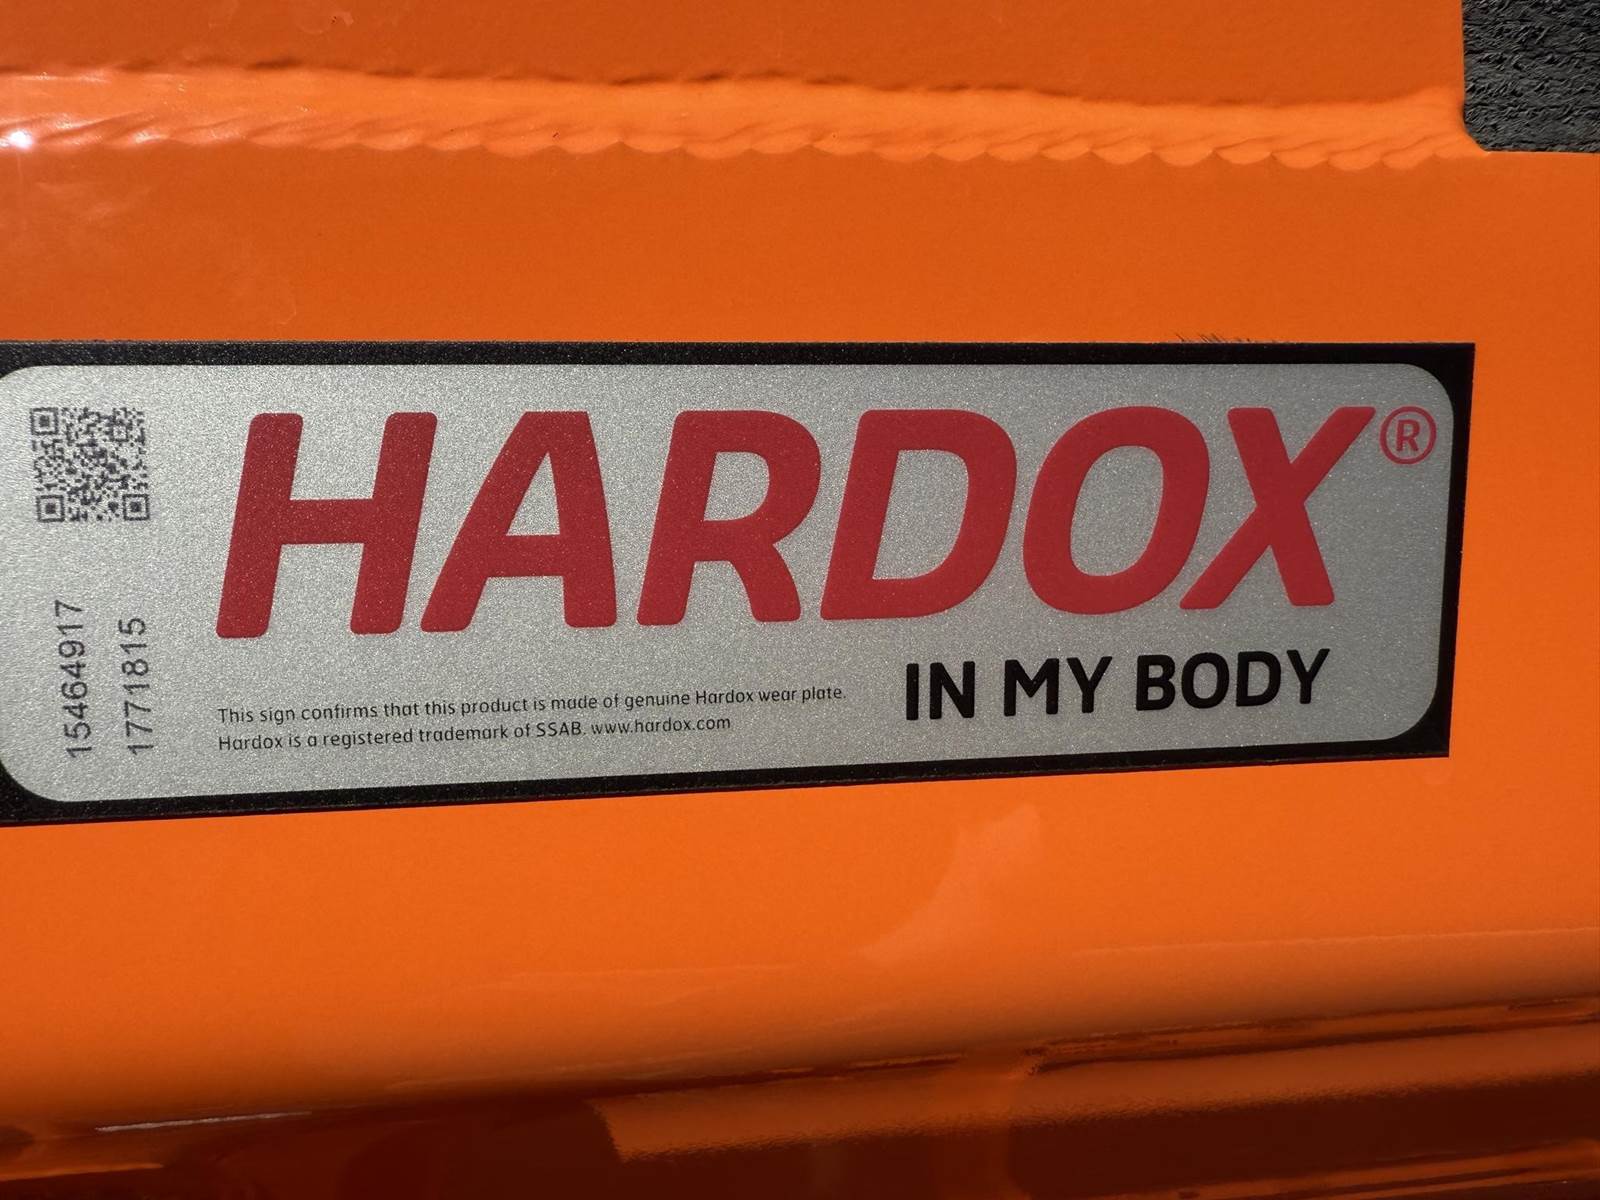 HARDOX®
IN MY BODY
This sign confirms that this product is made of genuine Hardox wear plate.
Hardox is a registered trademark of SSAB. www.hardox.com
15464917
1771815